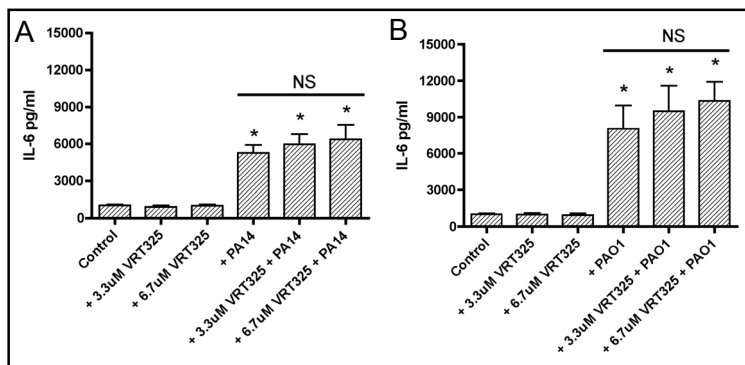 A
IL-6 pg/ml
15000
12000
9000
6000
3000
0
NS
*
*
*
Control
+ 3.3uM VRT325
+ 6.7uM VRT325
+ PA14
+ 3.3uM VRT325 + PA14
+ 6.7uM VRT325 + PA14
B
IL-6 pg/ml
15000
12000
9000
6000
3000
0
NS
*
*
*
Control
+ 3.3uM VRT325
+ 6.7uM VRT325
+ PAO1
+ 3.3uM VRT325 + PAO1
+ 6.7uM VRT325 + PAO1